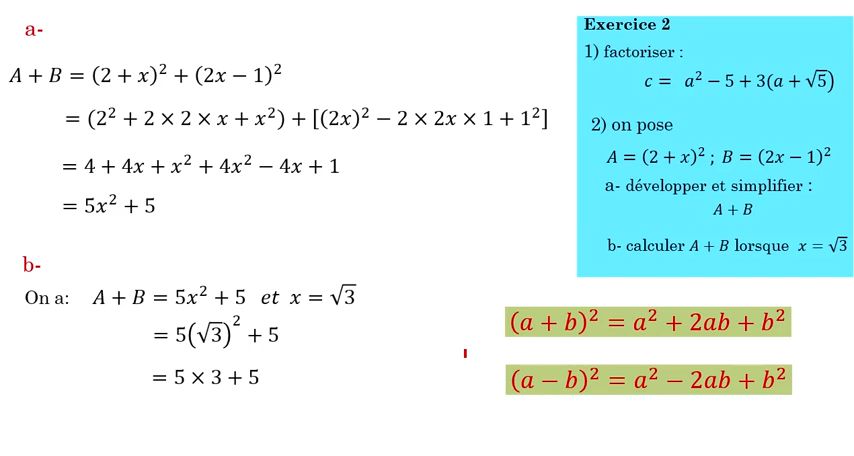 a-
A + B = (2 + x)² + (2x − 1)²
= (2² + 2 × 2 × x + x²) + [(2x)² − 2 × 2x × 1 + 1²]
= 4 + 4x + x² + 4x² − 4x + 1
= 5x² + 5
b-
On a: A + B = 5x² + 5 et x = √3
= 5(√3)² + 5
= 5 × 3 + 5
Exercice 2
1) factoriser :
c = a² − 5 + 3(a + √5)
2) on pose
A = (2 + x)² ; B = (2x − 1)²
a- développer et simplifier :
A + B
b- calculer A + B lorsque x = √3
(a + b)² = a² + 2ab + b²
(a − b)² = a² − 2ab + b²